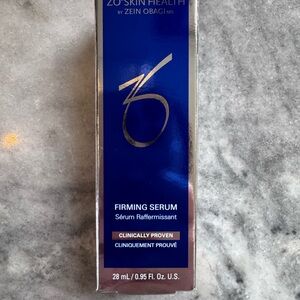 ZO® SKIN HEALTH
BY ZEIN OBAGI MD
FIRMING SERUM
Sérum Raffermissant
CLINICALLY PROVEN
CLINIQUEMENT PROUVÉ
28 mL / 0.95 Fl. Oz. U.S.